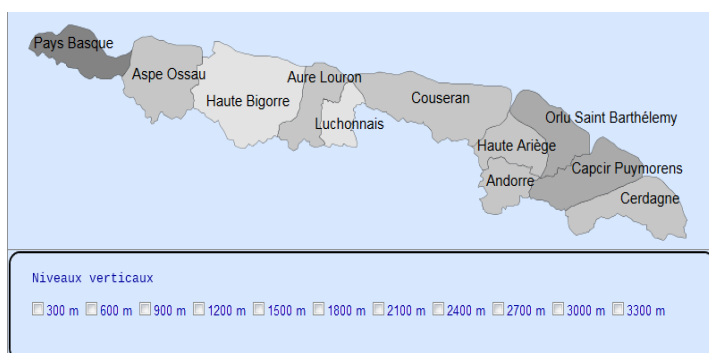 Pays Basque
Aspe Ossau
Haute Bigorre
Aure Louron
Luchonnais
Couseran
Orlu Saint Barthélemy
Haute Ariège
Andorre
Capcir Puymorens
Cerdagne
Niveaux verticaux
300 m 600 m 900 m 1200 m 1500 m 1800 m 2100 m 2400 m 2700 m 3000 m 3300 m